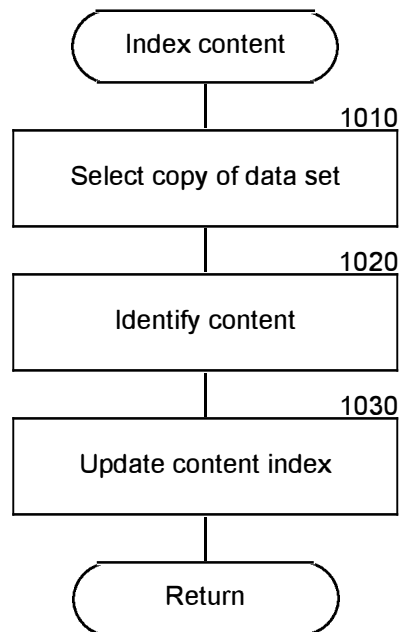 Index content
1010
Select copy of data set
1020
Identify content
1030
Update content index
Return